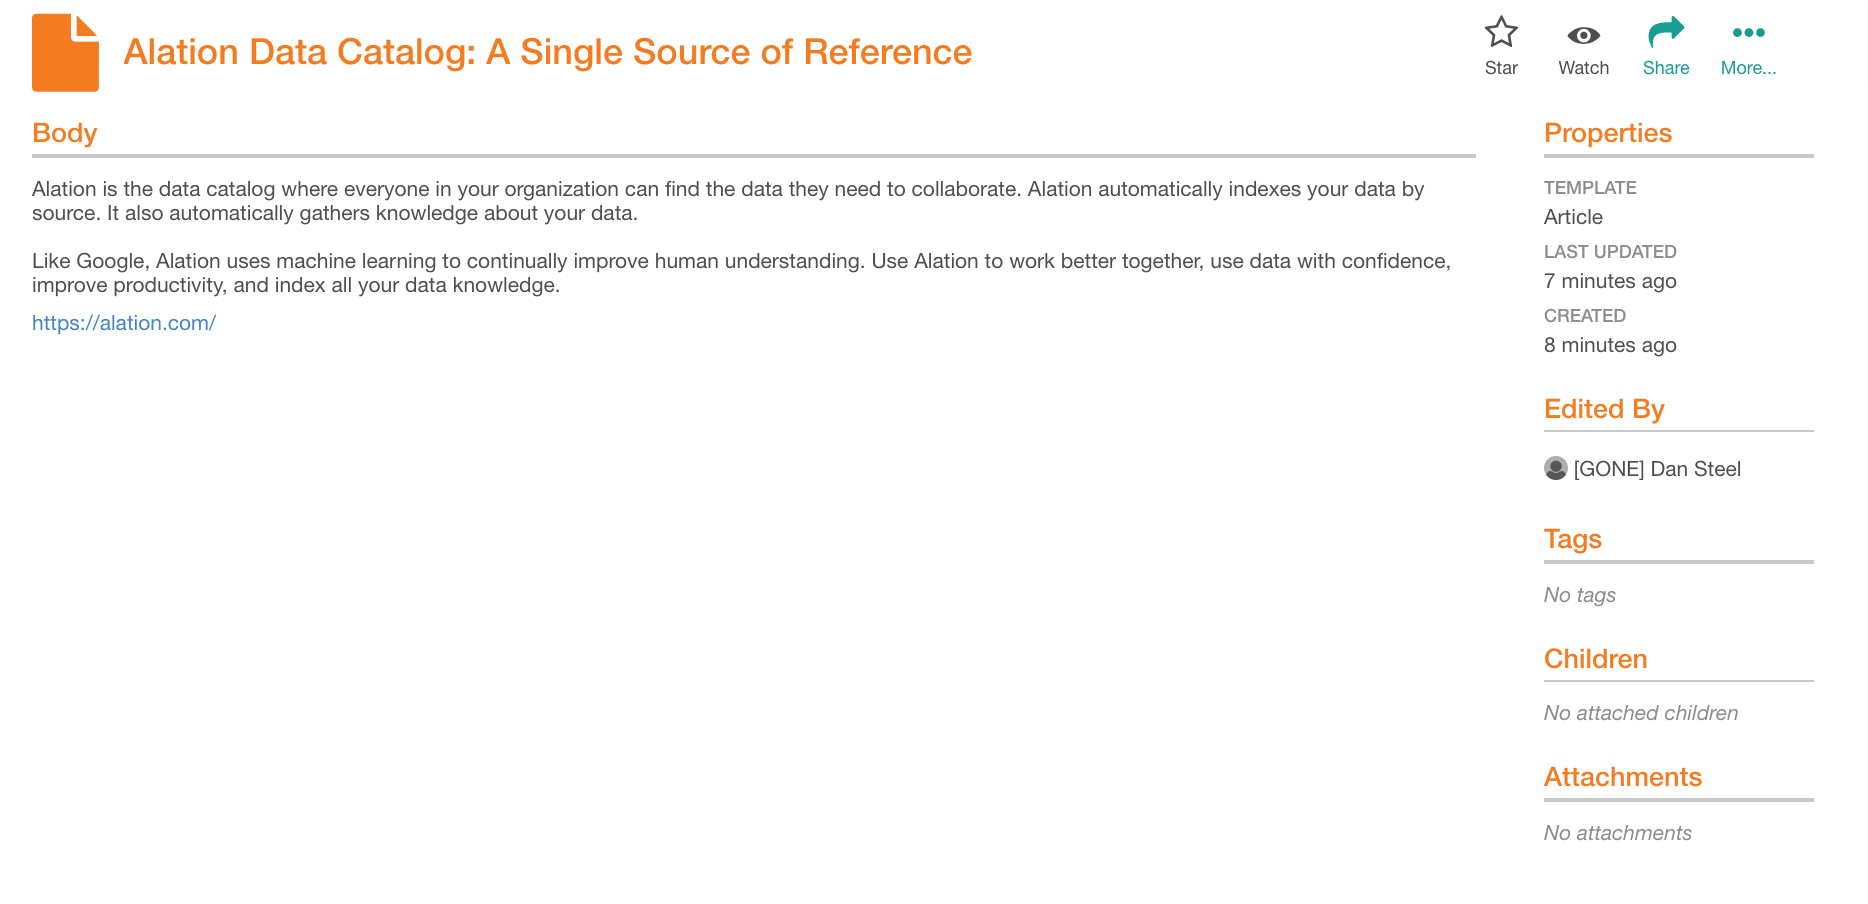 Alation Data Catalog: A Single Source of Reference
Star
Watch
Share
More...
Body
Alation is the data catalog where everyone in your organization can find the data they need to collaborate. Alation automatically indexes your data by
source. It also automatically gathers knowledge about your data.
Like Google, Alation uses machine learning to continually improve human understanding. Use Alation to work better together, use data with confidence,
improve productivity, and index all your data knowledge.
https://alation.com/
Properties
TEMPLATE
Article
LAST UPDATED
7 minutes ago
CREATED
8 minutes ago
Edited By
[GONE] Dan Steel
Tags
No tags
Children
No attached children
Attachments
No attachments